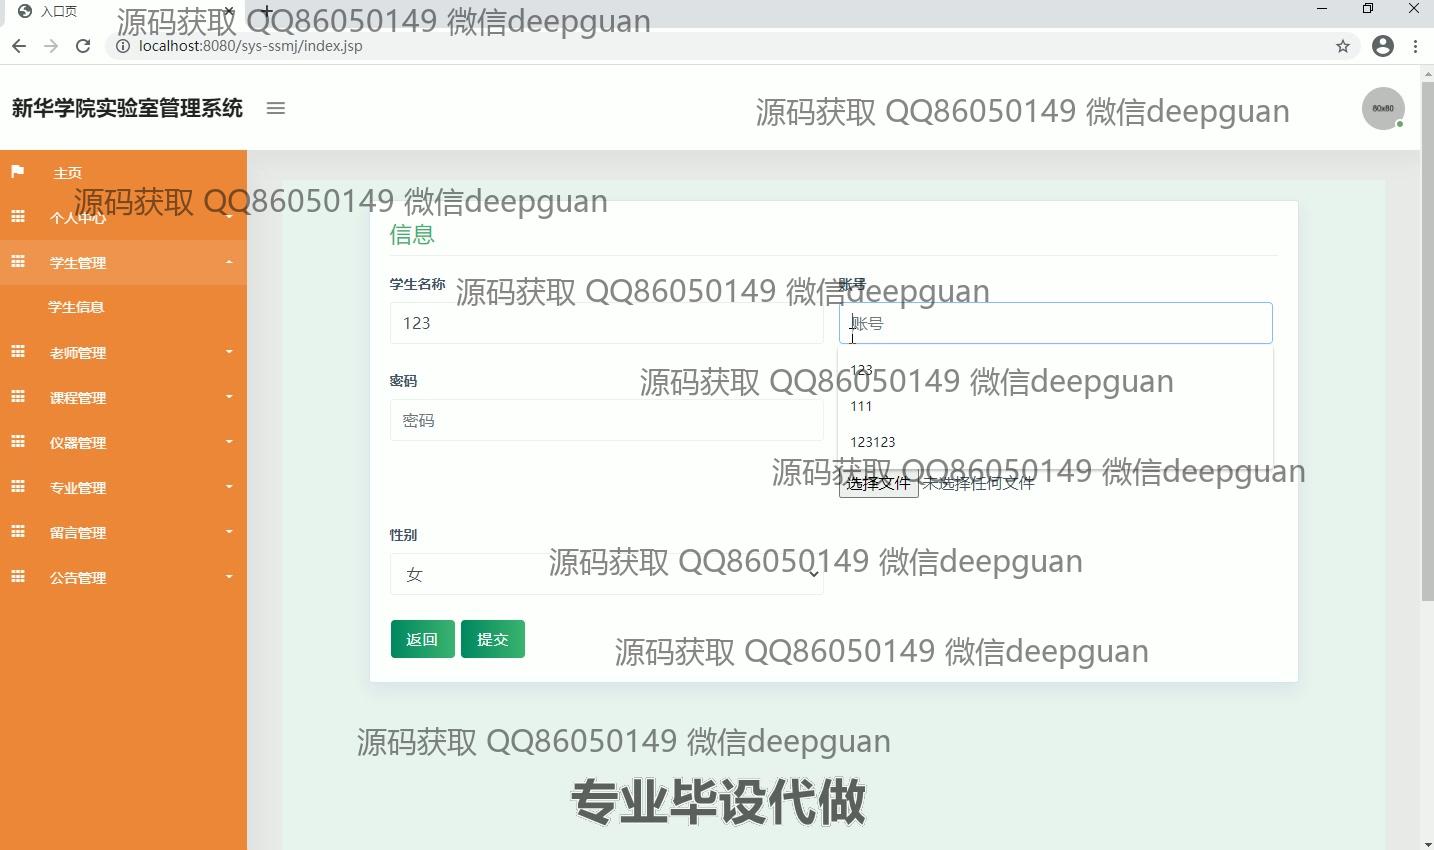 入口页
源码获取 QQ86050149 微信deepguan
localhost:8080/sys-ssmj/index.jsp
新华学院实验室管理系统
源码获取 QQ86050149 微信deepguan
80x80
主页
源码获取 QQ86050149 微信deepguan
个人中心
信息
学生管理
学生名称
账号
源码获取 QQ86050149 微信deepguan
学生信息
123
账号
老师管理
123
密码
源码获取 QQ86050149 微信deepguan
课程管理
111
密码
仪器管理
123123
源码获取 QQ86050149 微信deepguan
选择文件 未选择任何文件
专业管理
留言管理
性别
源码获取 QQ86050149 微信deepguan
公告管理
女
返回
提交
源码获取 QQ86050149 微信deepguan
源码获取 QQ86050149 微信deepguan
专业毕设代做